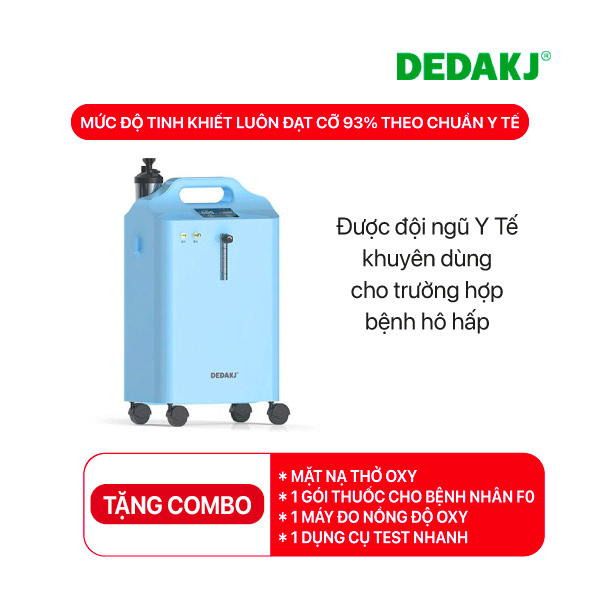 DEDAKJ®
MỨC ĐỘ TINH KHIẾT LUÔN ĐẠT CỠ 93% THEO CHUẨN Y TẾ
Được đội ngũ Y Tế
khuyên dùng
cho trường hợp
bệnh hô hấp
DEDAKJ
TẶNG COMBO
* MẶT NẠ THỞ OXY
* 1 GÓI THUỐC CHO BỆNH NHÂN F0
* 1 MÁY ĐO NỒNG ĐỘ OXY
* 1 DỤNG CỤ TEST NHANH